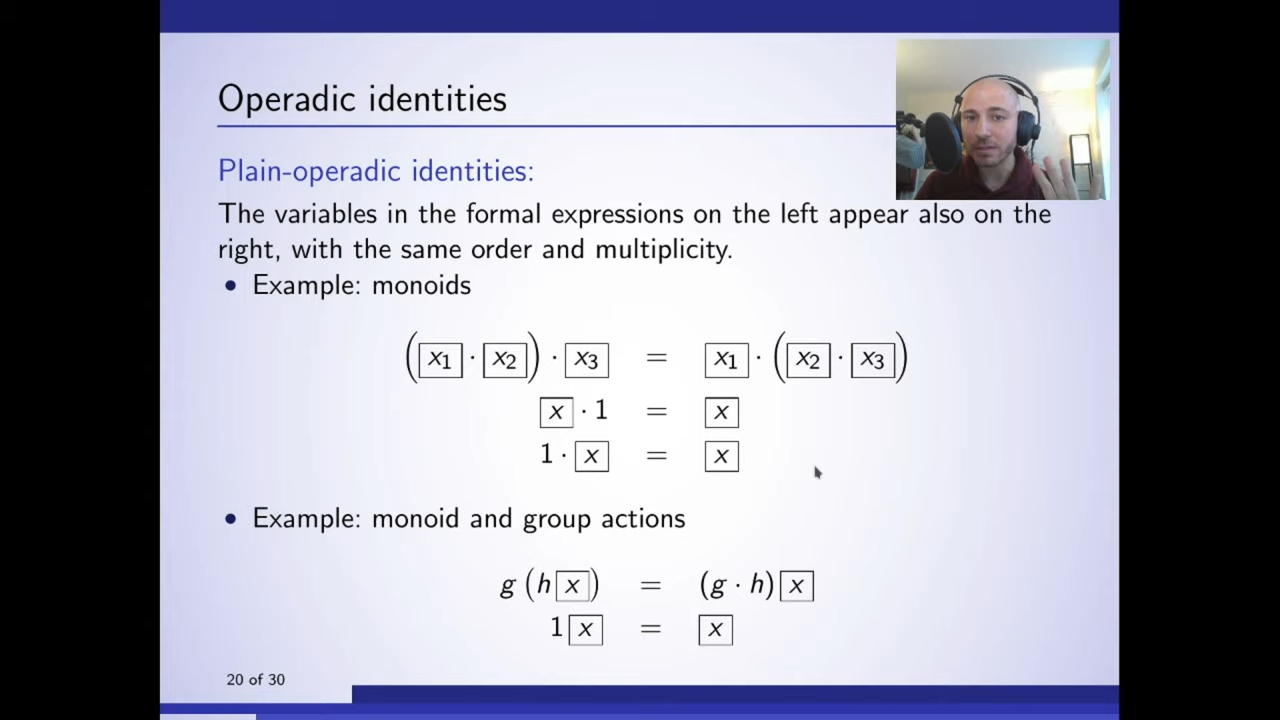 Operadic identities
Plain-operadic identities:
The variables in the formal expressions on the left appear also on the
right, with the same order and multiplicity.
• Example: monoids
(x₁ · x₂) · x₃ = x₁ · (x₂ · x₃)
x · 1 = x
1 · x = x
• Example: monoid and group actions
g (h x) = (g · h) x
1 x = x
20 of 30